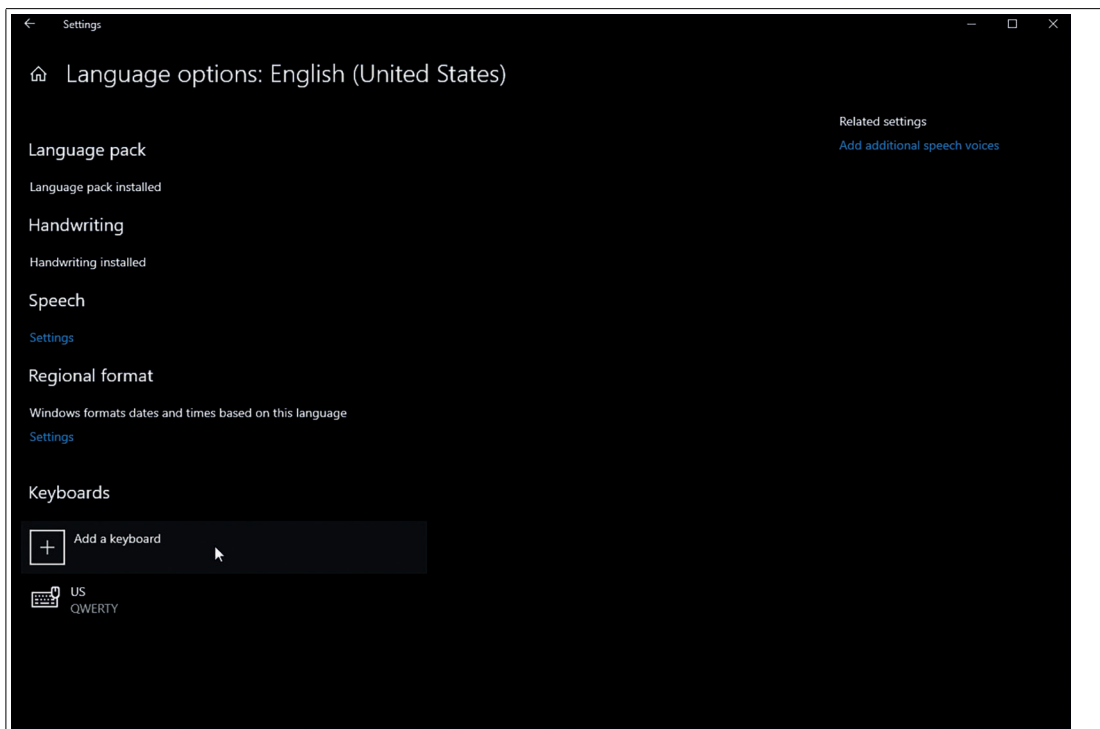 Settings
Language options: English (United States)
Related settings
Add additional speech voices
Language pack
Language pack installed
Handwriting
Handwriting installed
Speech
Settings
Regional format
Windows formats dates and times based on this language
Settings
Keyboards
Add a keyboard
US
QWERTY